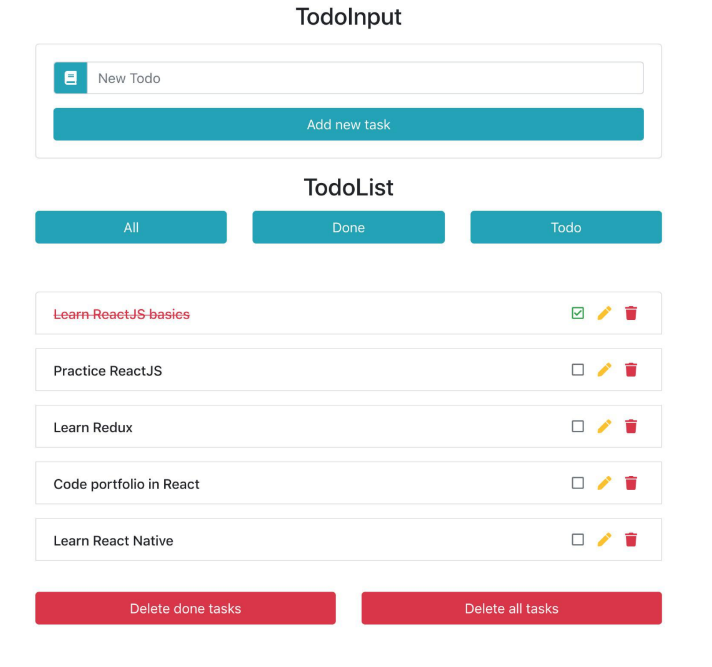 TodoInput
New Todo
Add new task
TodoList
All Done Todo
Learn ReactJS basics
Practice ReactJS
Learn Redux
Code portfolio in React
Learn React Native
Delete done tasks Delete all tasks